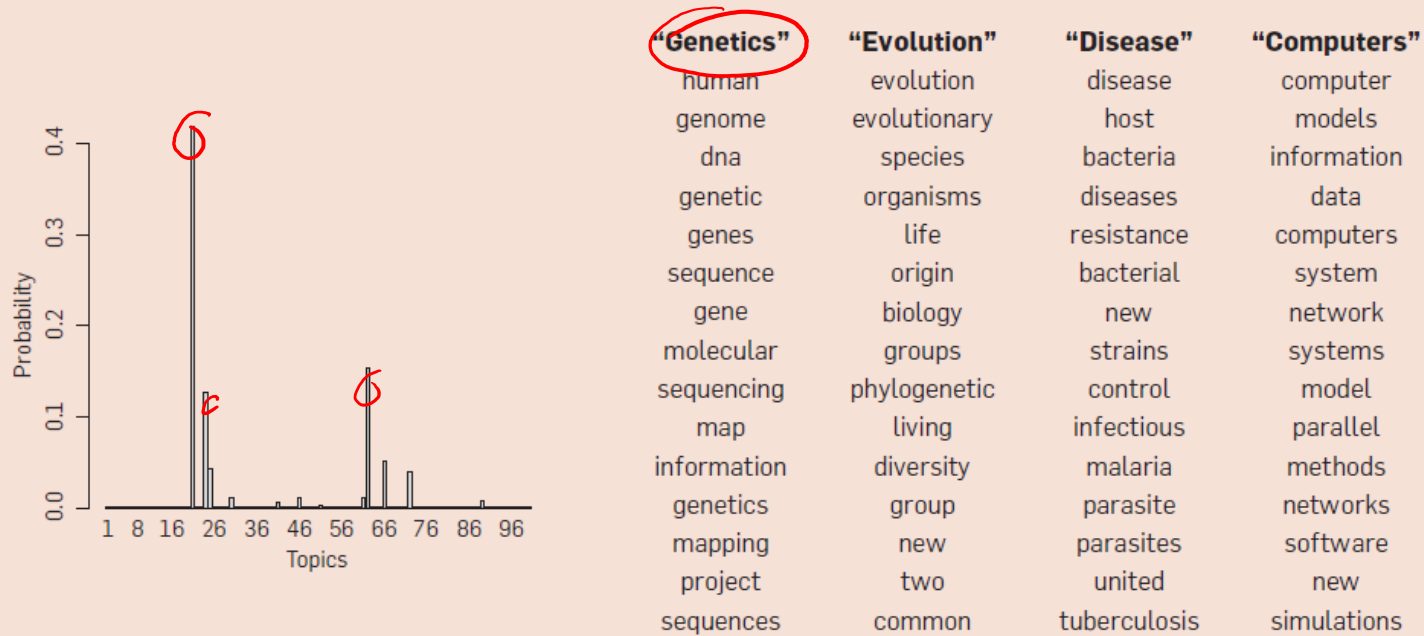 “Genetics” “Evolution” “Disease” “Computers”
human evolution disease computer
genome evolutionary host models
dna species bacteria information
genetic organisms diseases data
genes life resistance computers
sequence origin bacterial system
gene biology new network
molecular groups strains systems
sequencing phylogenetic control model
map living infectious parallel
information diversity malaria methods
genetics group parasite networks
mapping new parasites software
project two united new
sequences common tuberculosis simulations
Probability
0.4
0.3
0.2
0.1
0.0
1 8 16 26 36 46 56 66 76 86 96
Topics